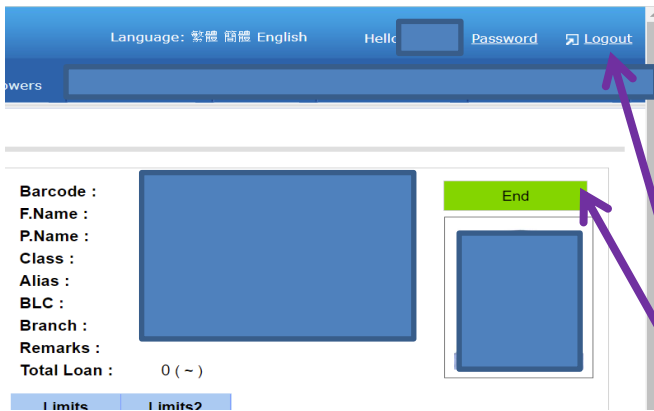 Language: 繁體 簡體 English Hello Password Logout
owers
Barcode :
End
F.Name :
P.Name :
Class :
Alias :
BLC :
Branch :
Remarks :
Total Loan : 0 ( ~ )
Limits Limits2